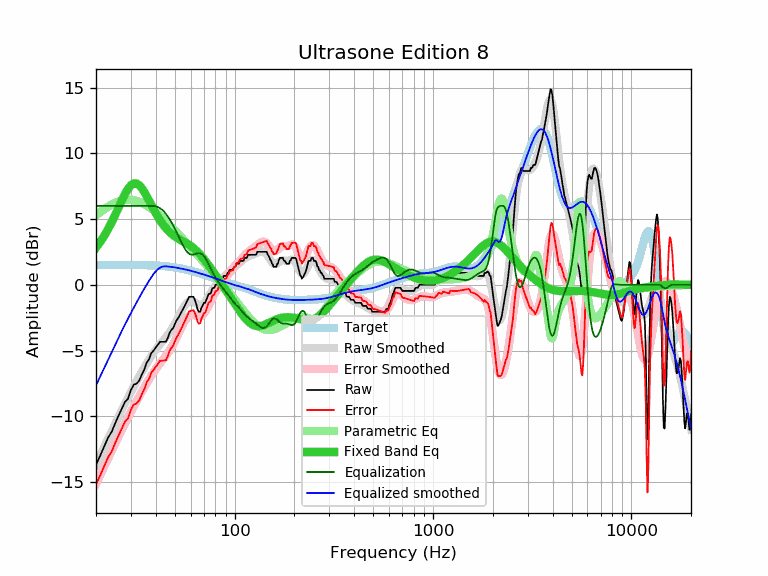 Ultrasone Edition 8
Amplitude (dBr)
15
10
5
0
−5
−10
−15
Target
Raw Smoothed
Error Smoothed
Raw
Error
Parametric Eq
Fixed Band Eq
Equalization
Equalized smoothed
100
1000
10000
Frequency (Hz)